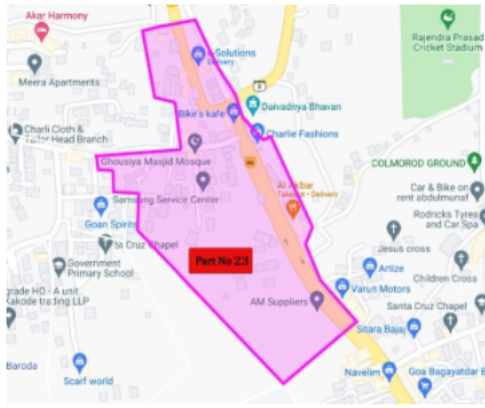 Akar Harmony
e-Solutions
Delivery
Rajendra Prasad
Cricket Stadium
Meera Apartments
Bike's kafe
Daivadnya Bhavan
Charli Cloth &
Tailor Head Branch
Charlie Fashions
Ghousiya Masjid Mosque
COLMOROD GROUND
Al Akbar
Takeout • Delivery
Samsung Service Center
Car & Bike on
rent abdulmunaf
Goan Spirits
Rodricks Tyres
and Car Spa
St Cruz Chapel
Jesus cross
Part No 23
Government
Primary School
Artize
Children Cross
Varun Motors
grade HO - A unit
Kakode trading LLP
AM Suppliers
Santa Cruz Chapel
Sitara Bajaj
Baroda
Scarf world
Navelim
Goa Bagayatdar B